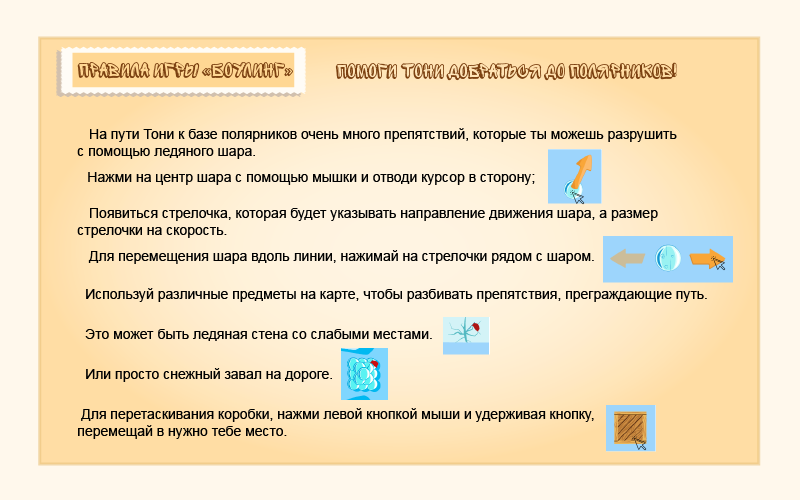 ПРАВИЛА ИГРЫ «БОУЛИНГ»
ПОМОГИ ТОНИ ДОБРАТЬСЯ ДО ПОЛЯРНИКОВ!
На пути Тони к базе полярников очень много препятствий, которые ты можешь разрушить
с помощью ледяного шара.
Нажми на центр шара с помощью мышки и отводи курсор в сторону;
Появиться стрелочка, которая будет указывать направление движения шара, а размер
стрелочки на скорость.
Для перемещения шара вдоль линии, нажимай на стрелочки рядом с шаром.
Используй различные предметы на карте, чтобы разбивать препятствия, преграждающие путь.
Это может быть ледяная стена со слабыми местами.
Или просто снежный завал на дороге.
Для перетаскивания коробки, нажми левой кнопкой мыши и удерживая кнопку,
перемещай в нужно тебе место.